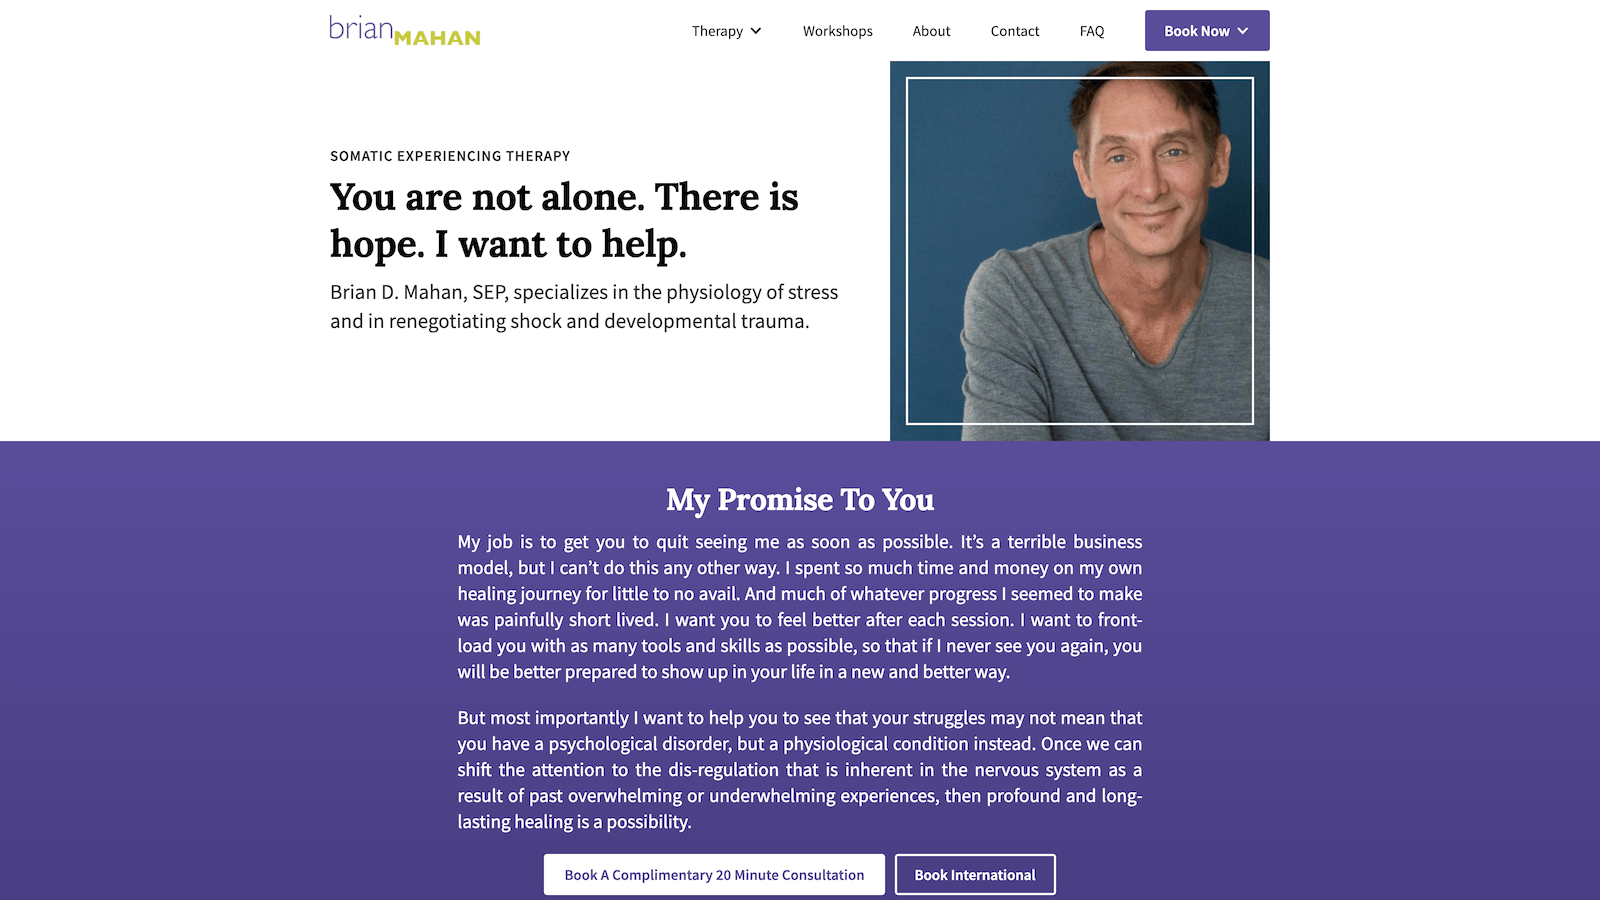 brianMAHAN
Therapy
Workshops
About
Contact
FAQ
Book Now
SOMATIC EXPERIENCING THERAPY
You are not alone. There is
hope. I want to help.
Brian D. Mahan, SEP, specializes in the physiology of stress
and in renegotiating shock and developmental trauma.
My Promise To You
My job is to get you to quit seeing me as soon as possible. It’s a terrible business
model, but I can’t do this any other way. I spent so much time and money on my own
healing journey for little to no avail. And much of whatever progress I seemed to make
was painfully short lived. I want you to feel better after each session. I want to front-
load you with as many tools and skills as possible, so that if I never see you again, you
will be better prepared to show up in your life in a new and better way.
But most importantly I want to help you to see that your struggles may not mean that
you have a psychological disorder, but a physiological condition instead. Once we can
shift the attention to the dis-regulation that is inherent in the nervous system as a
result of past overwhelming or underwhelming experiences, then profound and long-
lasting healing is a possibility.
Book A Complimentary 20 Minute Consultation
Book International